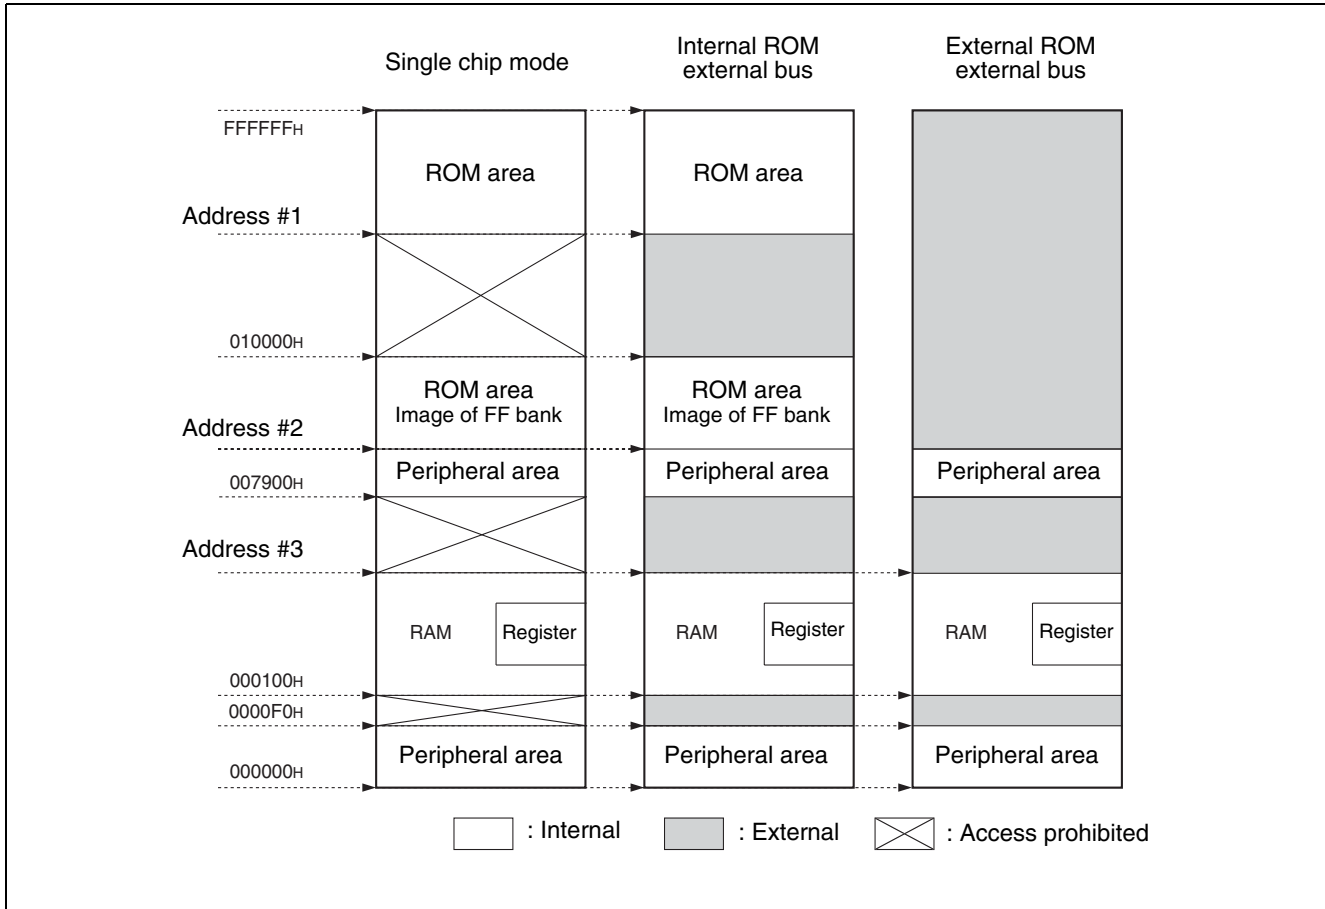 Single chip mode
Internal ROM
external bus
External ROM
external bus
FFFFFFH
ROM area
ROM area
Address #1
010000H
ROM area
Image of FF bank
ROM area
Image of FF bank
Address #2
Peripheral area
Peripheral area
Peripheral area
007900H
Address #3
RAM
Register
RAM
Register
RAM
Register
000100H
0000F0H
Peripheral area
Peripheral area
Peripheral area
000000H
: Internal
: External
: Access prohibited